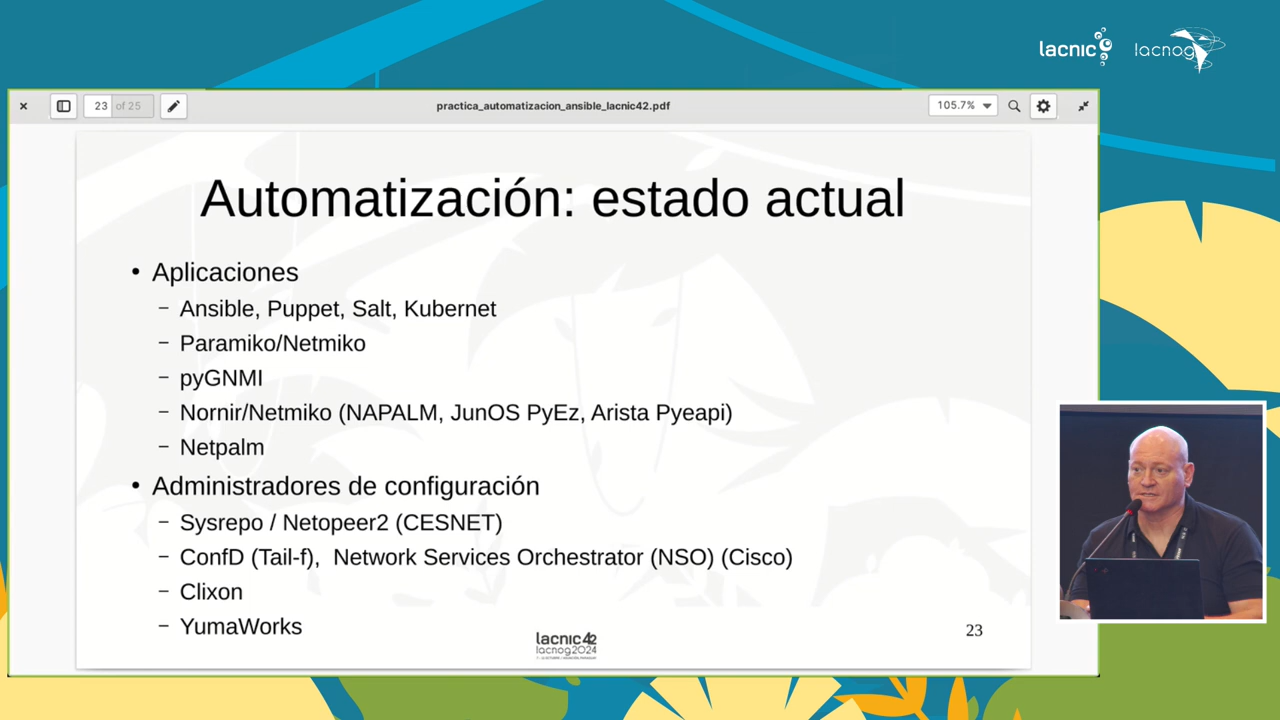 lacnic
lacnog
23 of 25
practica_automatizacion_ansible_lacnic42.pdf
105.7%
Automatización: estado actual
• Aplicaciones
– Ansible, Puppet, Salt, Kubernet
– Paramiko/Netmiko
– pyGNMI
– Nornir/Netmiko (NAPALM, JunOS PyEz, Arista Pyeapi)
– Netpalm
• Administradores de configuración
– Sysrepo / Netopeer2 (CESNET)
– ConfD (Tail-f),  Network Services Orchestrator (NSO) (Cisco)
– Clixon
– YumaWorks
lacnic42
lacnog2024
23